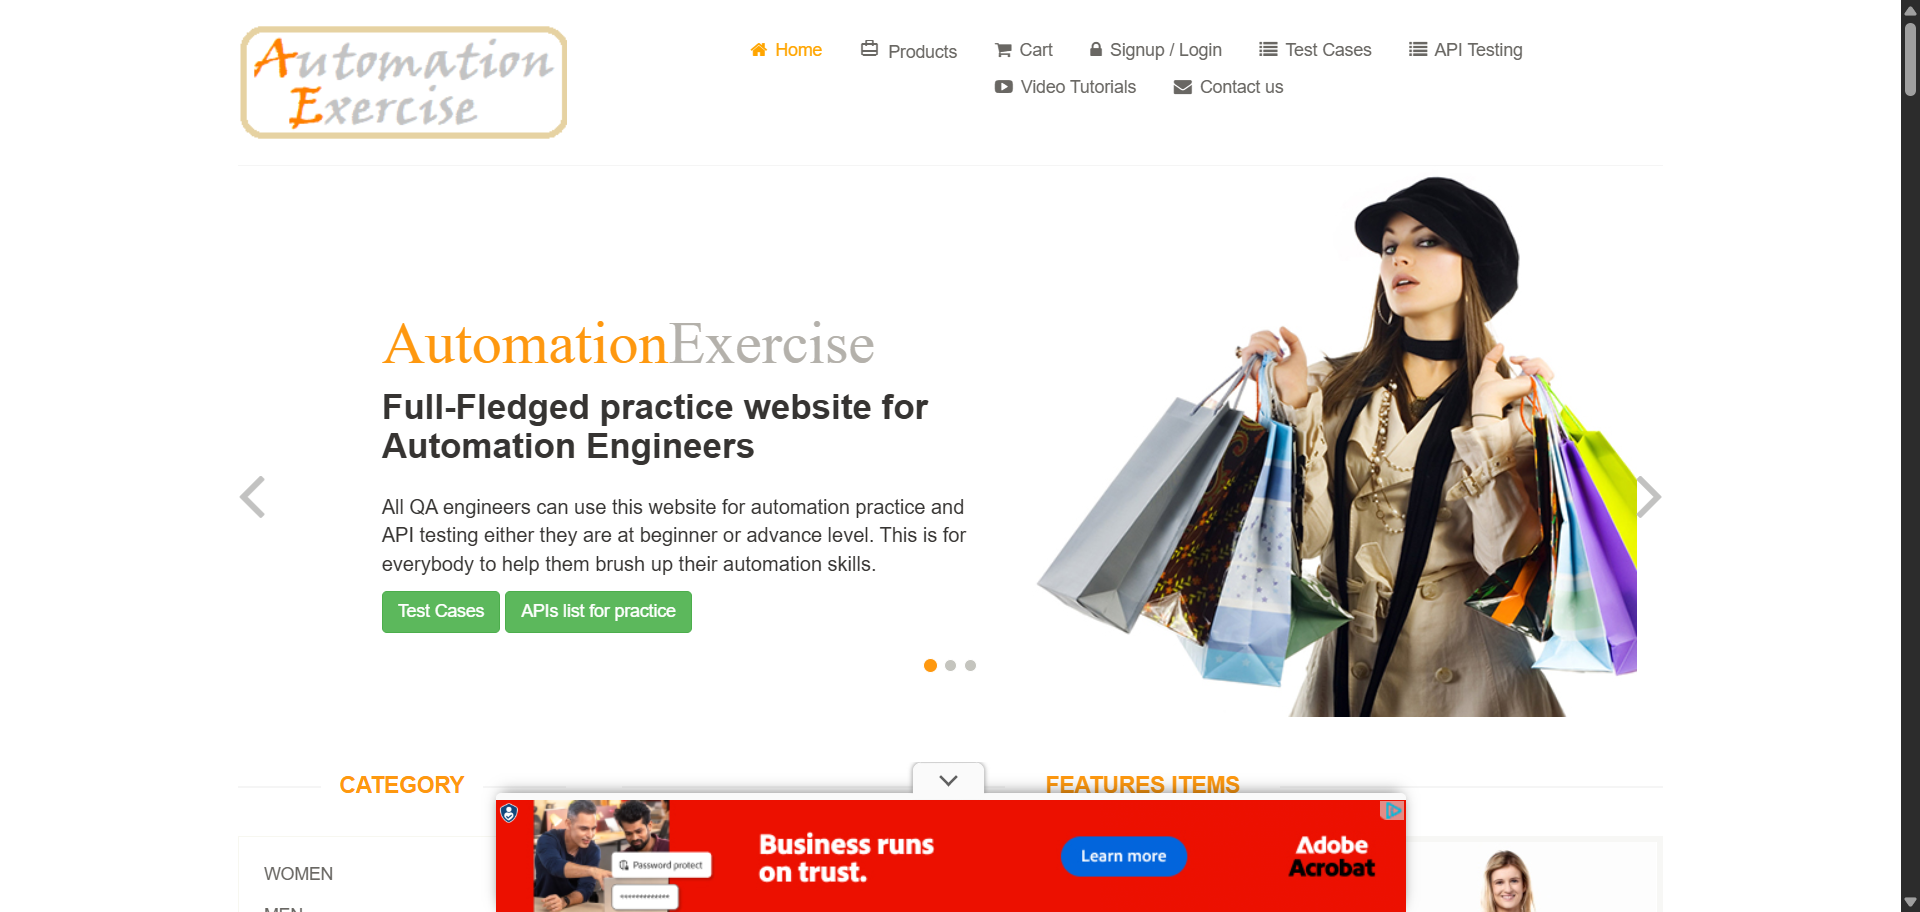 Automation
Exercise
Home
Products
Cart
Signup / Login
Test Cases
API Testing
Video Tutorials
Contact us
AutomationExercise
Full-Fledged practice website for
Automation Engineers
All QA engineers can use this website for automation practice and
API testing either they are at beginner or advance level. This is for
everybody to help them brush up their automation skills.
Test Cases
APIs list for practice
CATEGORY
FEATURES ITEMS
WOMEN
MEN
Password protect
Business runs
on trust.
Learn more
Adobe
Acrobat